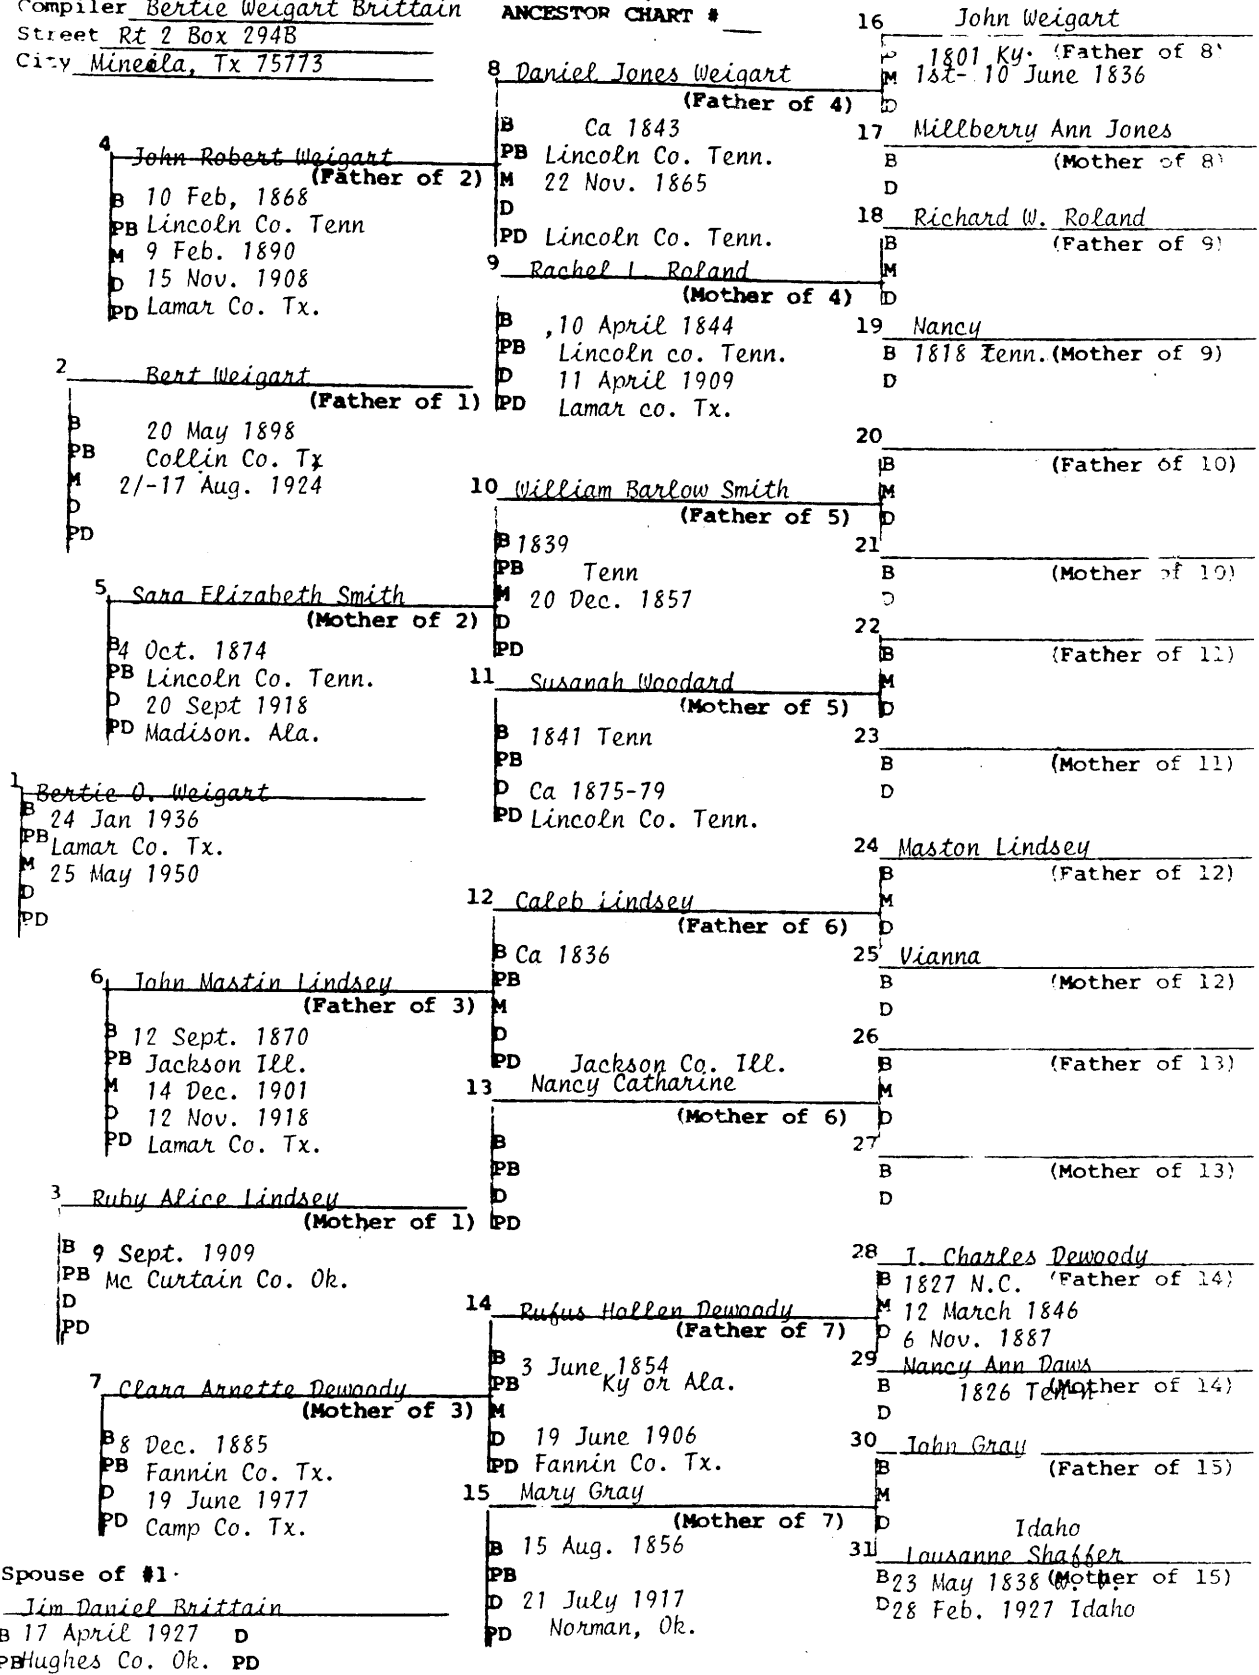 Compiler Bertie Weigart Brittain
Street Rt 2 Box 294B
City Mineola, Tx 75773
ANCESTOR CHART #
4 John Robert Weigart
(Father of 2)
B 10 Feb, 1868
PB Lincoln Co. Tenn
M 9 Feb. 1890
D 15 Nov. 1908
PD Lamar Co. Tx.
2 Bert Weigart
(Father of 1)
B 20 May 1898
PB Collin Co. Tx
M 2/-17 Aug. 1924
D
PD
5 Sara Elizabeth Smith
(Mother of 2)
B 4 Oct. 1874
PB Lincoln Co. Tenn.
D 20 Sept 1918
PD Madison. Ala.
1 Bertie O. Weigart
B 24 Jan 1936
PB Lamar Co. Tx.
M 25 May 1950
D
PD
6 John Mastin Lindsey
(Father of 3)
B 12 Sept. 1870
PB Jackson Ill.
M 14 Dec. 1901
D 12 Nov. 1918
PD Lamar Co. Tx.
3 Ruby Alice Lindsey
(Mother of 1)
B 9 Sept. 1909
PB Mc Curtain Co. Ok.
D
PD
7 Clara Arnette Dewoody
(Mother of 3)
B 8 Dec. 1885
PB Fannin Co. Tx.
D 19 June 1977
PD Camp Co. Tx.
Spouse of #1.
Jim Daniel Brittain
B 17 April 1927 D
PB Hughes Co. Ok. PD
8 Daniel Jones Weigart
(Father of 4)
B Ca 1843
PB Lincoln Co. Tenn.
M 22 Nov. 1865
D
PD Lincoln Co. Tenn.
9 Rachel L. Roland
(Mother of 4)
B ,10 April 1844
PB Lincoln co. Tenn.
D 11 April 1909
PD Lamar co. Tx.
10 William Barlow Smith
(Father of 5)
B 1839
PB Tenn
M 20 Dec. 1857
D
PD
11 Susanah Woodard
(Mother of 5)
B 1841 Tenn
PB
D Ca 1875-79
PD Lincoln Co. Tenn.
12 Caleb Lindsey
(Father of 6)
B Ca 1836
PB
M
D
PD Jackson Co. Ill.
13 Nancy Catharine
(Mother of 6)
B
PB
D
PD
14 Rufus Hollen Dewoody
(Father of 7)
B 3 June 1854
PB Ky or Ala.
M
D 19 June 1906
PD Fannin Co. Tx.
15 Mary Gray
(Mother of 7)
B 15 Aug. 1856
PB
D 21 July 1917
PD Norman, Ok.
16 John Weigart
B 1801 Ky. (Father of 8)
M 1st- 10 June 1836
D
17 Millberry Ann Jones
B (Mother of 8)
D
18 Richard W. Roland
B (Father of 9)
M
D
19 Nancy
B 1818 Tenn. (Mother of 9)
D
20
B (Father of 10)
M
D
21
B (Mother of 10)
D
22
B (Father of 11)
M
D
23
B (Mother of 11)
D
24 Maston Lindsey
B (Father of 12)
M
D
25 Vianna
B (Mother of 12)
D
26
B (Father of 13)
M
D
27
B (Mother of 13)
D
28 I. Charles Dewoody
B 1827 N.C. (Father of 14)
M 12 March 1846
D 6 Nov. 1887
29 Nancy Ann Daws
B 1826 Tenn (Mother of 14)
D
30 John Gray
B (Father of 15)
M
D Idaho
31 Lousanne Shaffer
B 23 May 1838 (Mother of 15)
D 28 Feb. 1927 Idaho